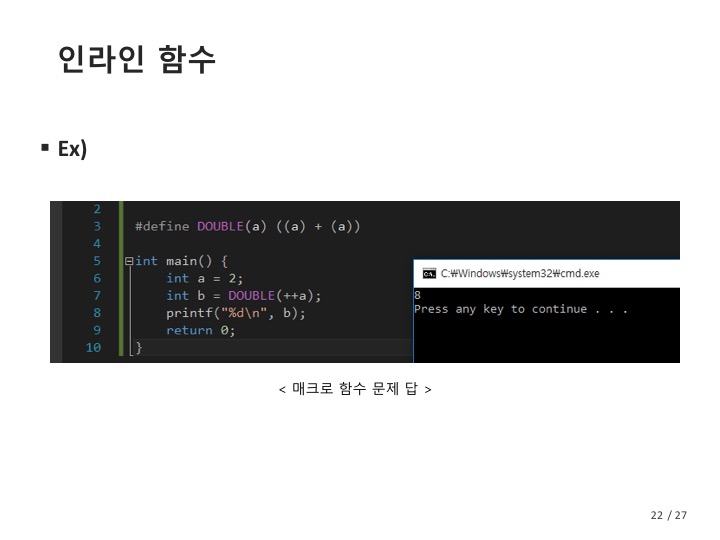 인라인 함수
▪ Ex)
2
3 #define DOUBLE(a) ((a) + (a))
4
5 int main() {
6 int a = 2;
7 int b = DOUBLE(++a);
8 printf("%d\n", b);
9 return 0;
10 }
C:₩Windows₩system32₩cmd.exe
8
Press any key to continue . . .
< 매크로 함수 문제 답 >
22 / 27